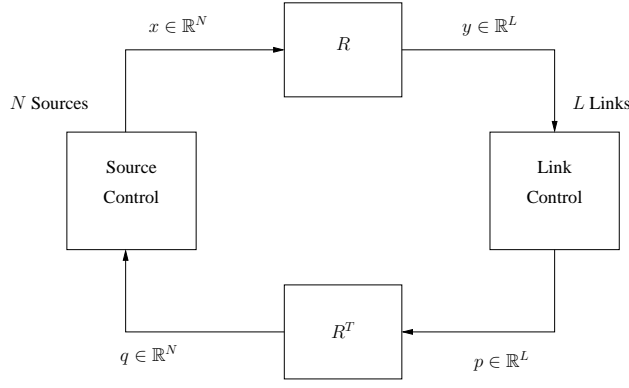 x ∈ ℝ^N
R
y ∈ ℝ^L
N Sources
L Links
Source
Control
Link
Control
q ∈ ℝ^N
R^T
p ∈ ℝ^L